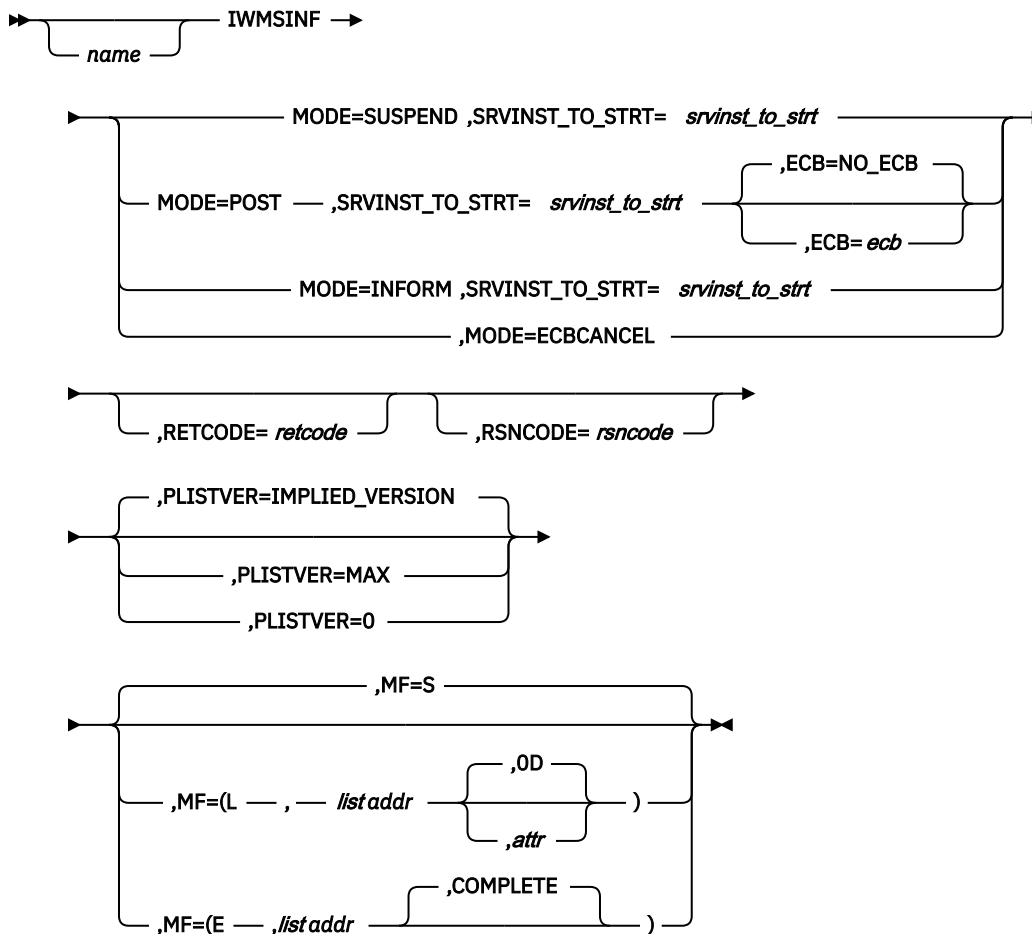 IWMSINF
name
MODE=SUSPEND ,SRVINST_TO_STRT= srvinst_to_strt
,ECB=NO_ECB
MODE=POST ,SRVINST_TO_STRT= srvinst_to_strt
,ECB= ecb
MODE=INFORM ,SRVINST_TO_STRT= srvinst_to_strt
,MODE=ECBCANCEL
,RETCODE= retcode ,RSNCODE= rsncode
,PLISTVER=IMPLIED_VERSION
,PLISTVER=MAX
,PLISTVER=0
,MF=S
,0D
,MF=(L , list addr )
,attr
,COMPLETE
,MF=(E ,list addr )